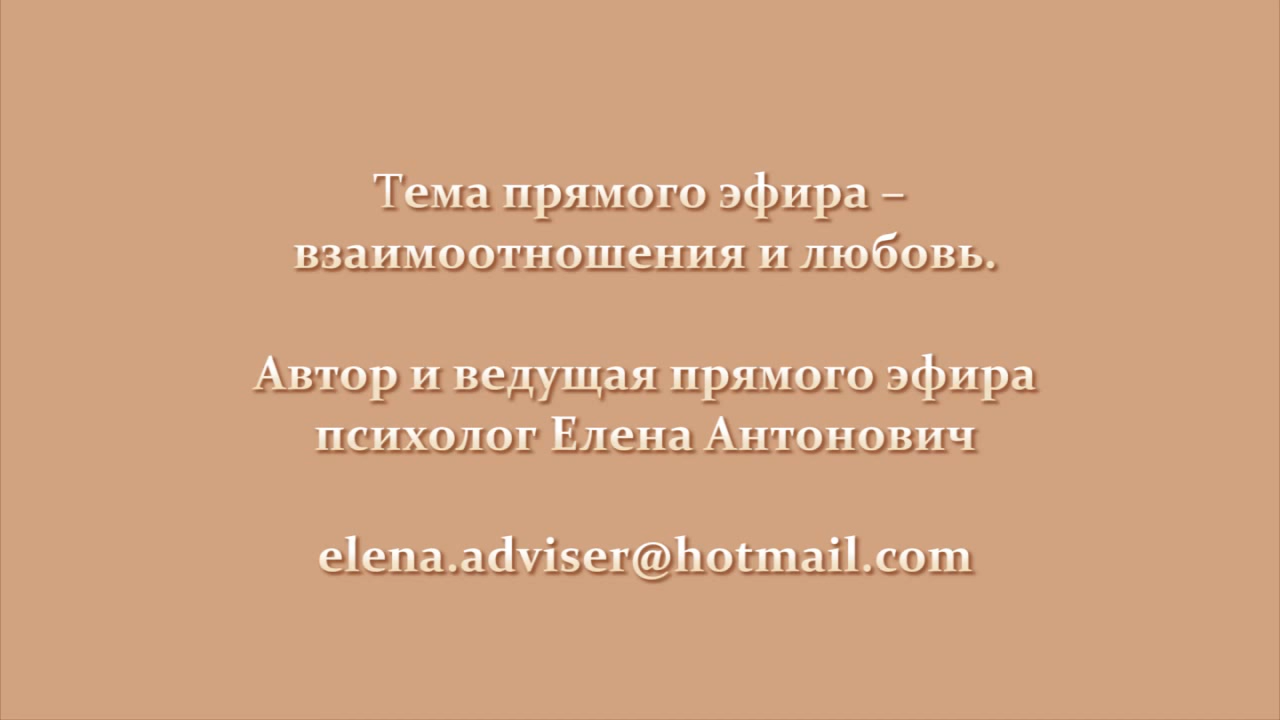 Тема прямого эфира –
взаимоотношения и любовь.
Автор и ведущая прямого эфира
психолог Елена Антонович
elena.adviser@hotmail.com